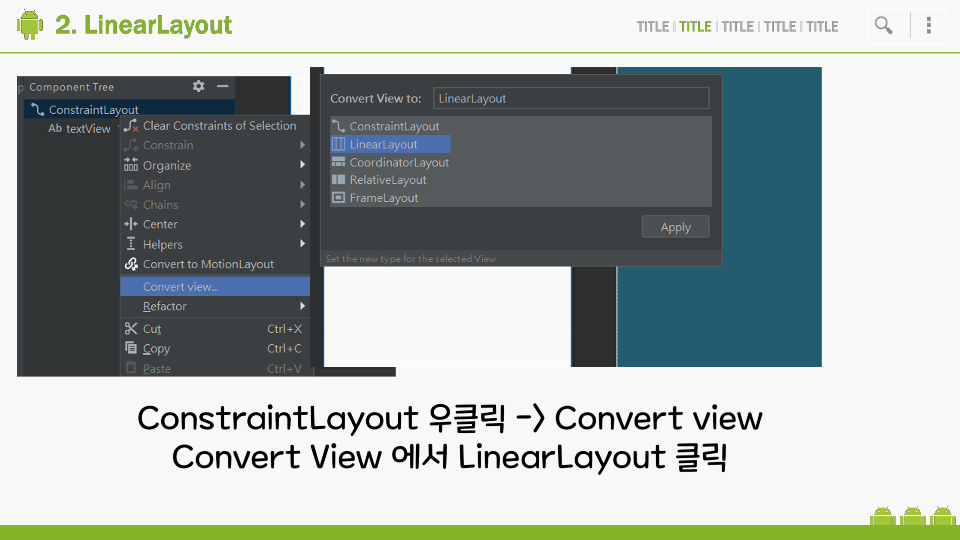 2. LinearLayout
TITLE | TITLE | TITLE | TITLE | TITLE
Component Tree
ConstraintLayout
Ab textView
Clear Constraints of Selection
Constrain
Organize
Align
Chains
Center
Helpers
Convert to MotionLayout
Convert view...
Refactor
Cut Ctrl+X
Copy Ctrl+C
Paste Ctrl+V
Convert View to: LinearLayout
ConstraintLayout
LinearLayout
CoordinatorLayout
RelativeLayout
FrameLayout
Apply
Set the new type for the selected View
ConstraintLayout 우클릭 -> Convert view
Convert View 에서 LinearLayout 클릭